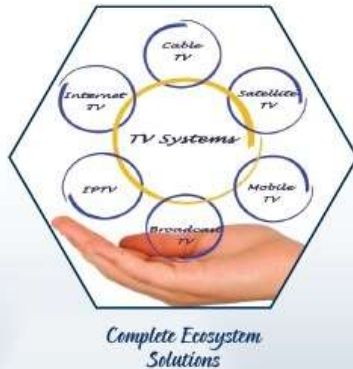 Cable
TV
Internet
TV
Satellite
TV
TV Systems
IPTV
Mobile
TV
Broadcast
TV
Complete Ecosystem
Solutions